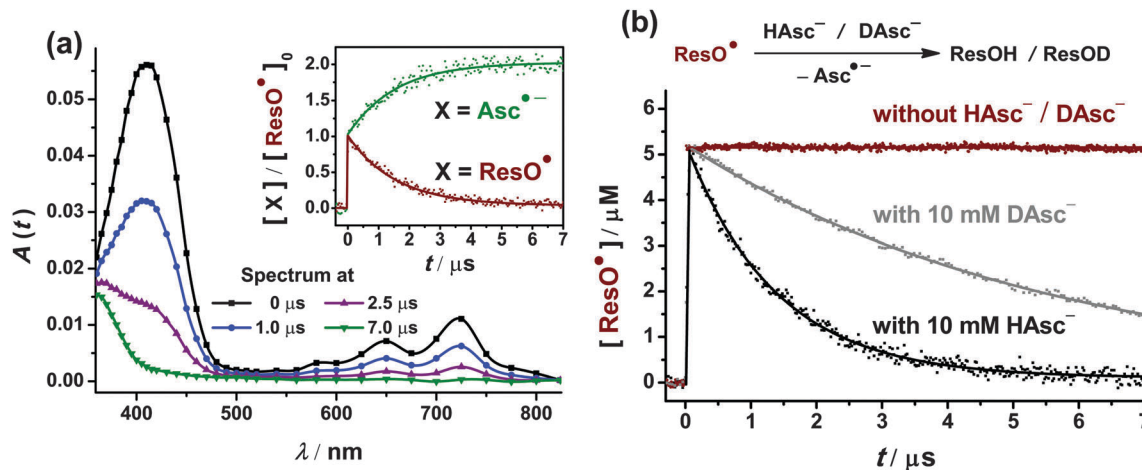 (a)
0.05
0.04
0.03
0.02
0.01
0.00
A(t)
400 500 600 700 800
λ / nm
[X] / [ResO•]₀
2.0
1.0
0.0
X = Asc•−
X = ResO•
0 1 2 3 4 5 6 7
t / μs
Spectrum at
0 μs 2.5 μs
1.0 μs 7.0 μs
(b)
HAsc− / DAsc−
ResO• ResOH / ResOD
− Asc•−
[ResO•] / μM
6
5
4
3
2
1
0
without HAsc− / DAsc−
with 10 mM DAsc−
with 10 mM HAsc−
0 1 2 3 4 5 6 7
t / μs